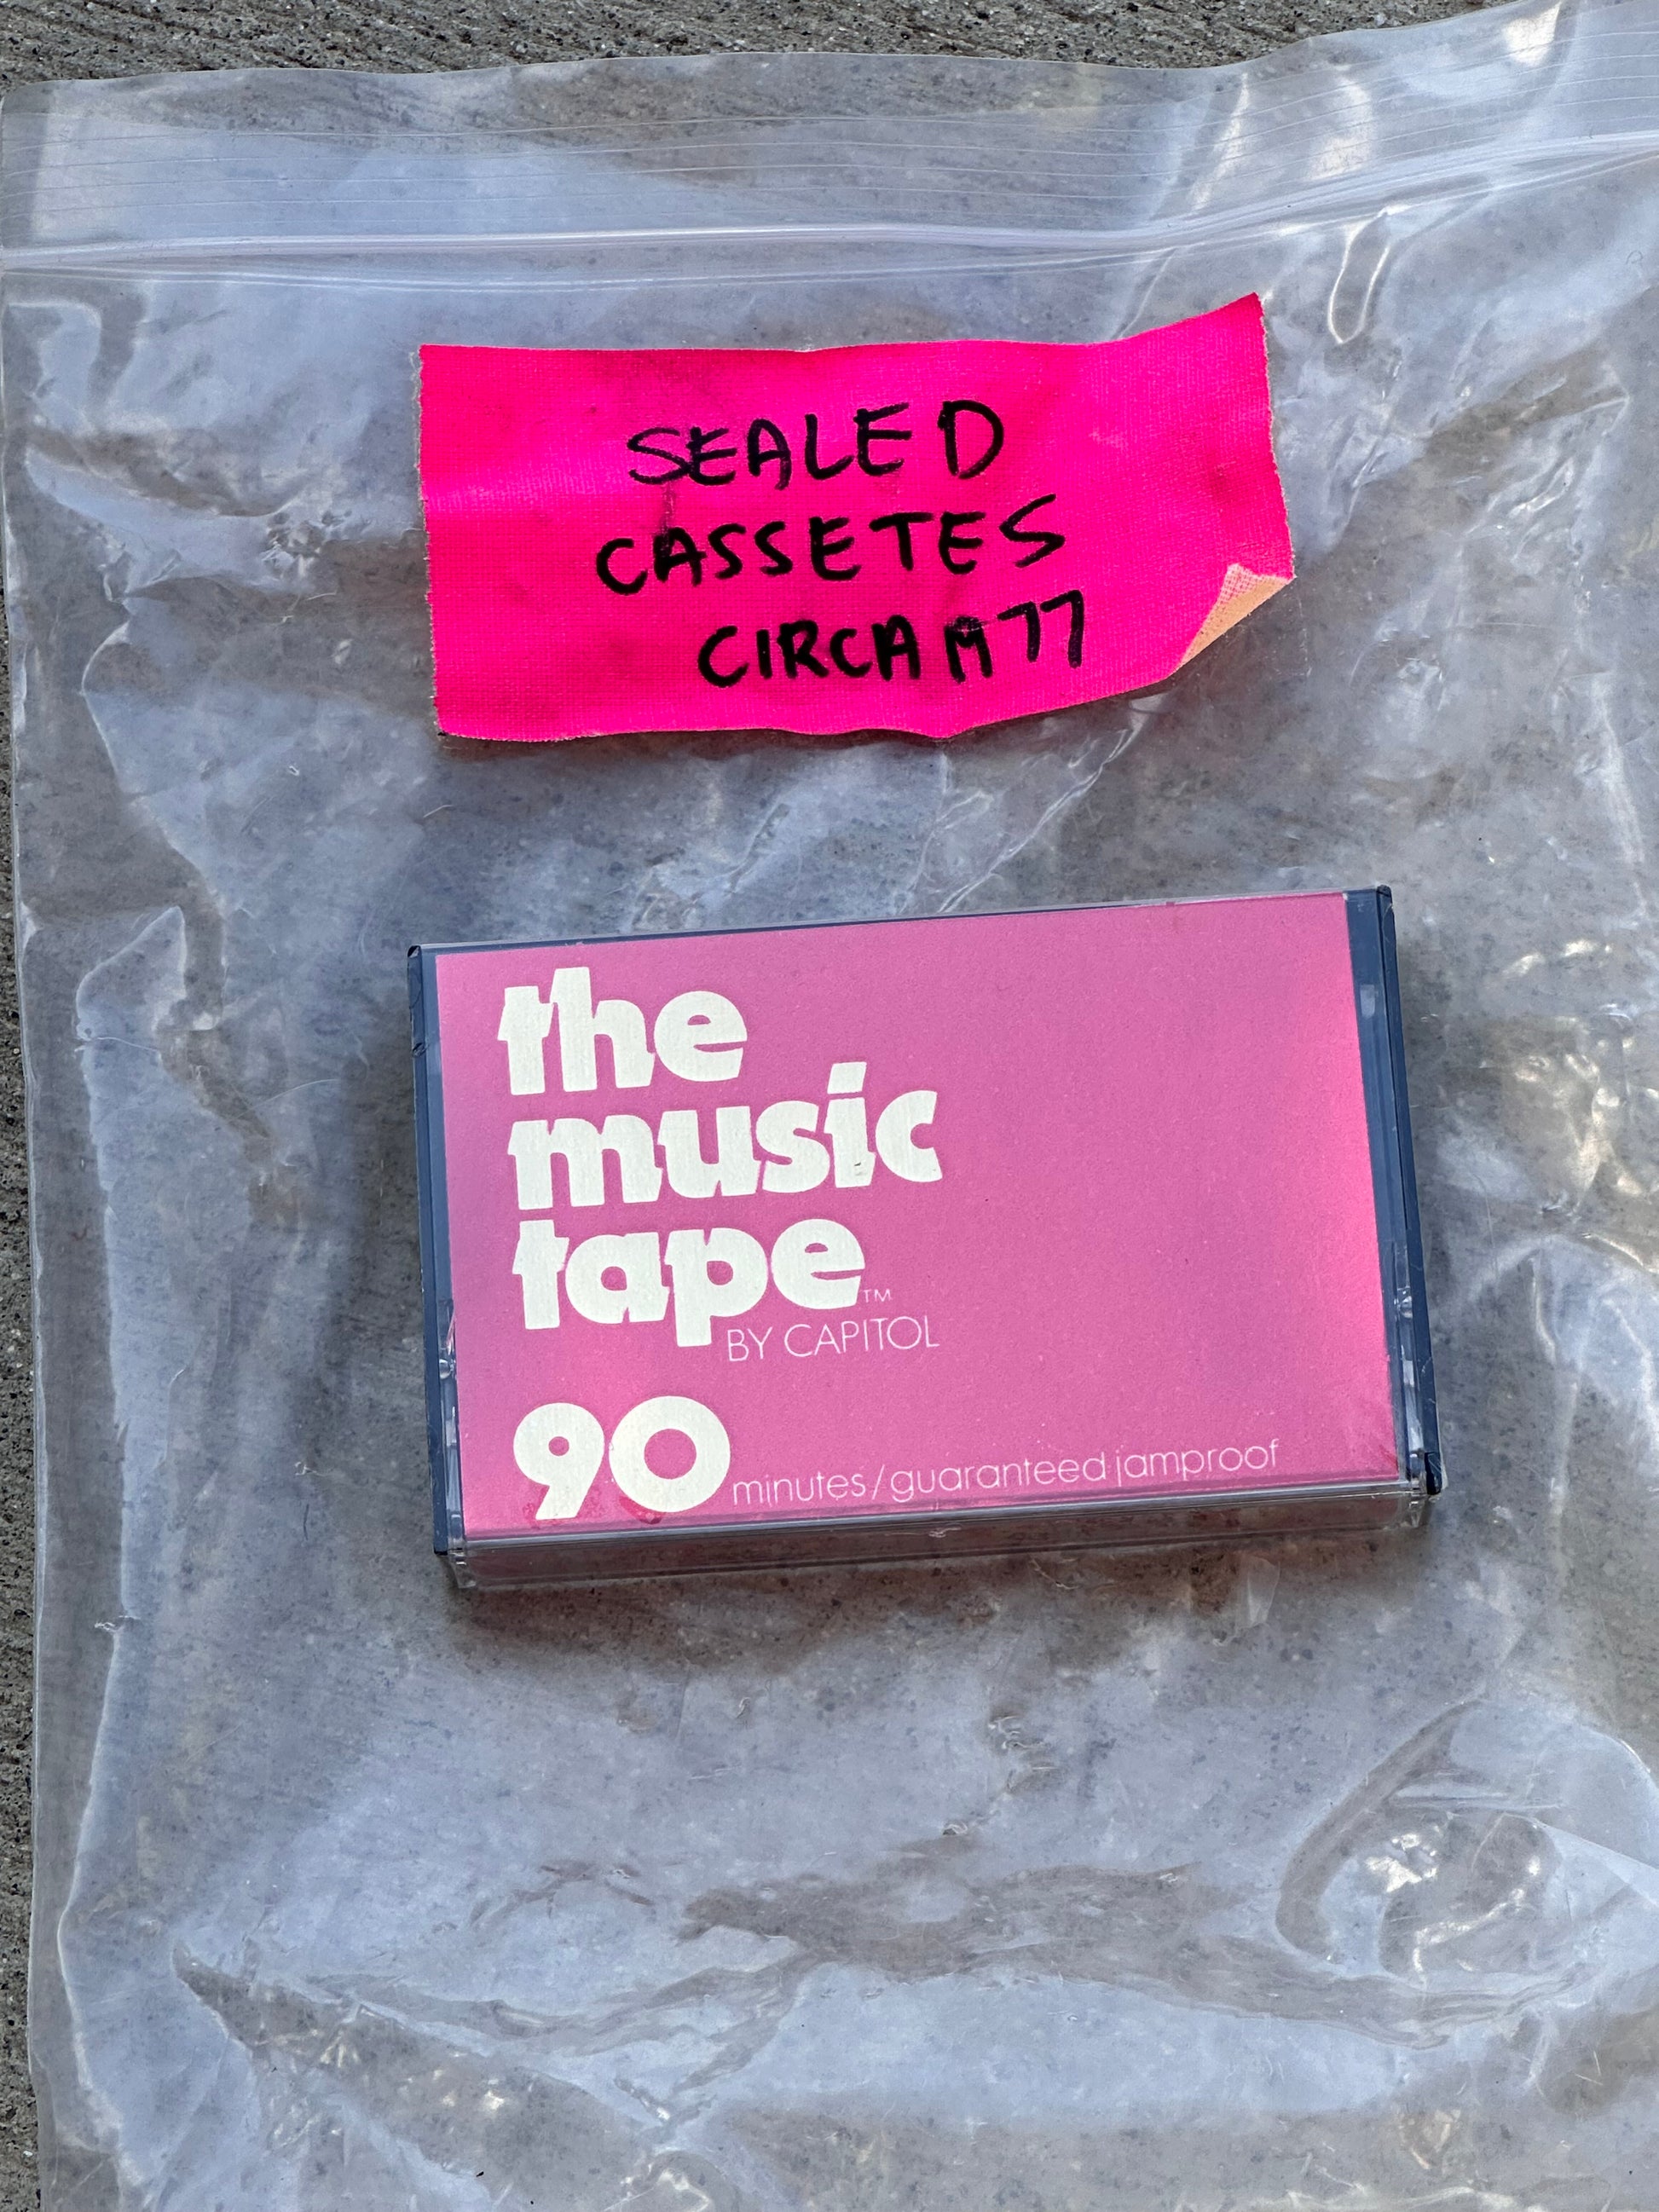 SEALED
CASSETES
CIRCA 1977
the
music
tape™
BY CAPITOL
90 minutes/guaranteed jamproof